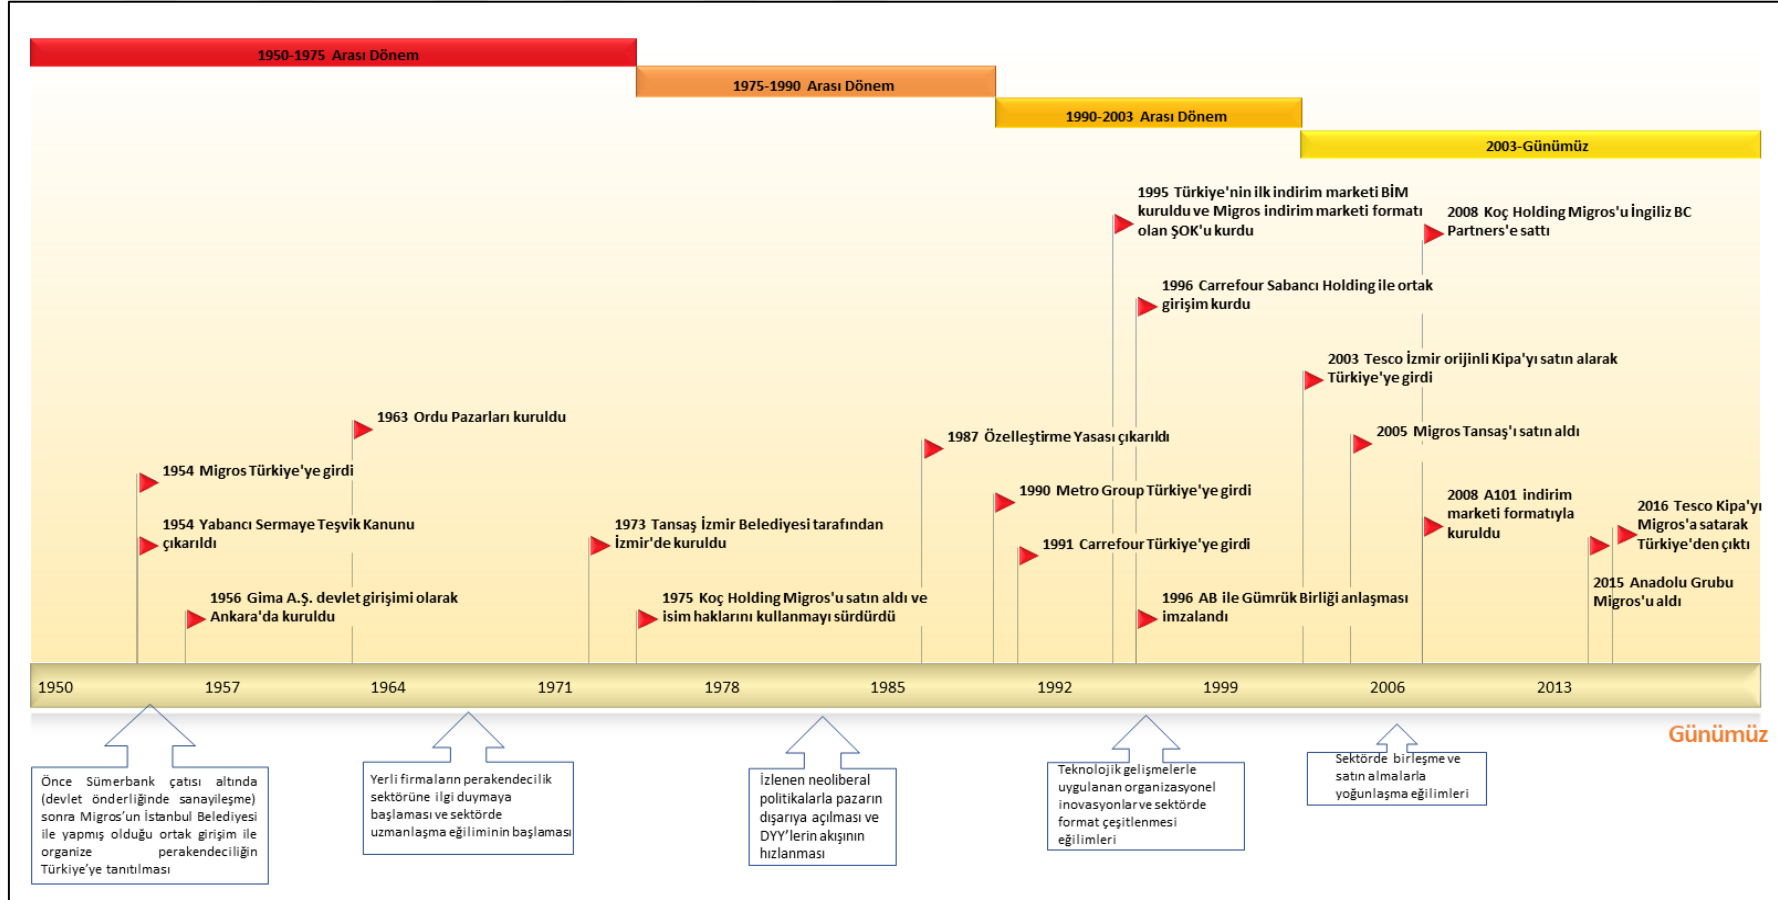 1950-1975 Arası Dönem
1975-1990 Arası Dönem
1990-2003 Arası Dönem
2003-Günümüz
1995 Türkiye'nin ilk indirim marketi BİM
kuruldu ve Migros indirim marketi formatı
olan ŞOK'u kurdu
2008 Koç Holding Migros'u İngiliz BC
Partners'e sattı
1996 Carrefour Sabancı Holding ile ortak
girişim kurdu
2003 Tesco İzmir orijinli Kipa'yı satın alarak
Türkiye'ye girdi
1963 Ordu Pazarları kuruldu
1987 Özelleştirme Yasası çıkarıldı
2005 Migros Tansaş'ı satın aldı
1954 Migros Türkiye'ye girdi
1990 Metro Group Türkiye'ye girdi
2008 A101 indirim
marketi formatıyla
kuruldu
2016 Tesco Kipa'yı
Migros'a satarak
Türkiye'den çıktı
1954 Yabancı Sermaye Teşvik Kanunu
çıkarıldı
1973 Tansaş İzmir Belediyesi tarafından
İzmir'de kuruldu
1991 Carrefour Türkiye'ye girdi
2015 Anadolu Grubu
Migros'u aldı
1956 Gima A.Ş. devlet girişimi olarak
Ankara'da kuruldu
1975 Koç Holding Migros'u satın aldı ve
isim haklarını kullanmayı sürdürdü
1996 AB ile Gümrük Birliği anlaşması
imzalandı
1950 1957 1964 1971 1978 1985 1992 1999 2006 2013
Günümüz
Önce Sümerbank çatısı altında
(devlet önderliğinde sanayileşme)
sonra Migros’un İstanbul Belediyesi
ile yapmış olduğu ortak girişim ile
organize perakendeciliğin
Türkiye’ye tanıtılması
Yerli firmaların perakendecilik
sektörüne ilgi duymaya
başlaması ve sektörde
uzmanlaşma eğiliminin başlaması
İzlenen neoliberal
politikalarla pazarın
dışarıya açılması ve
DYY’lerin akışının
hızlanması
Teknolojik gelişmelerle
uygulanan organizasyonel
inovasyonlar ve sektörde
format çeşitlenmesi
eğilimleri
Sektörde birleşme ve
satın almalarla
yoğunlaşma eğilimleri